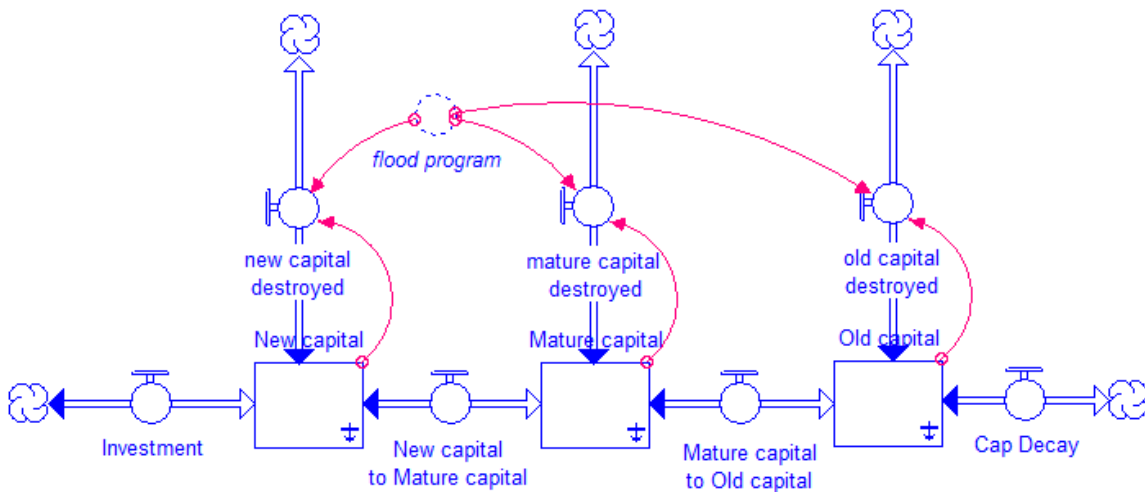 flood program
new capital
destroyed
mature capital
destroyed
old capital
destroyed
New capital
Mature capital
Old capital
Investment
New capital
to Mature capital
Mature capital
to Old capital
Cap Decay